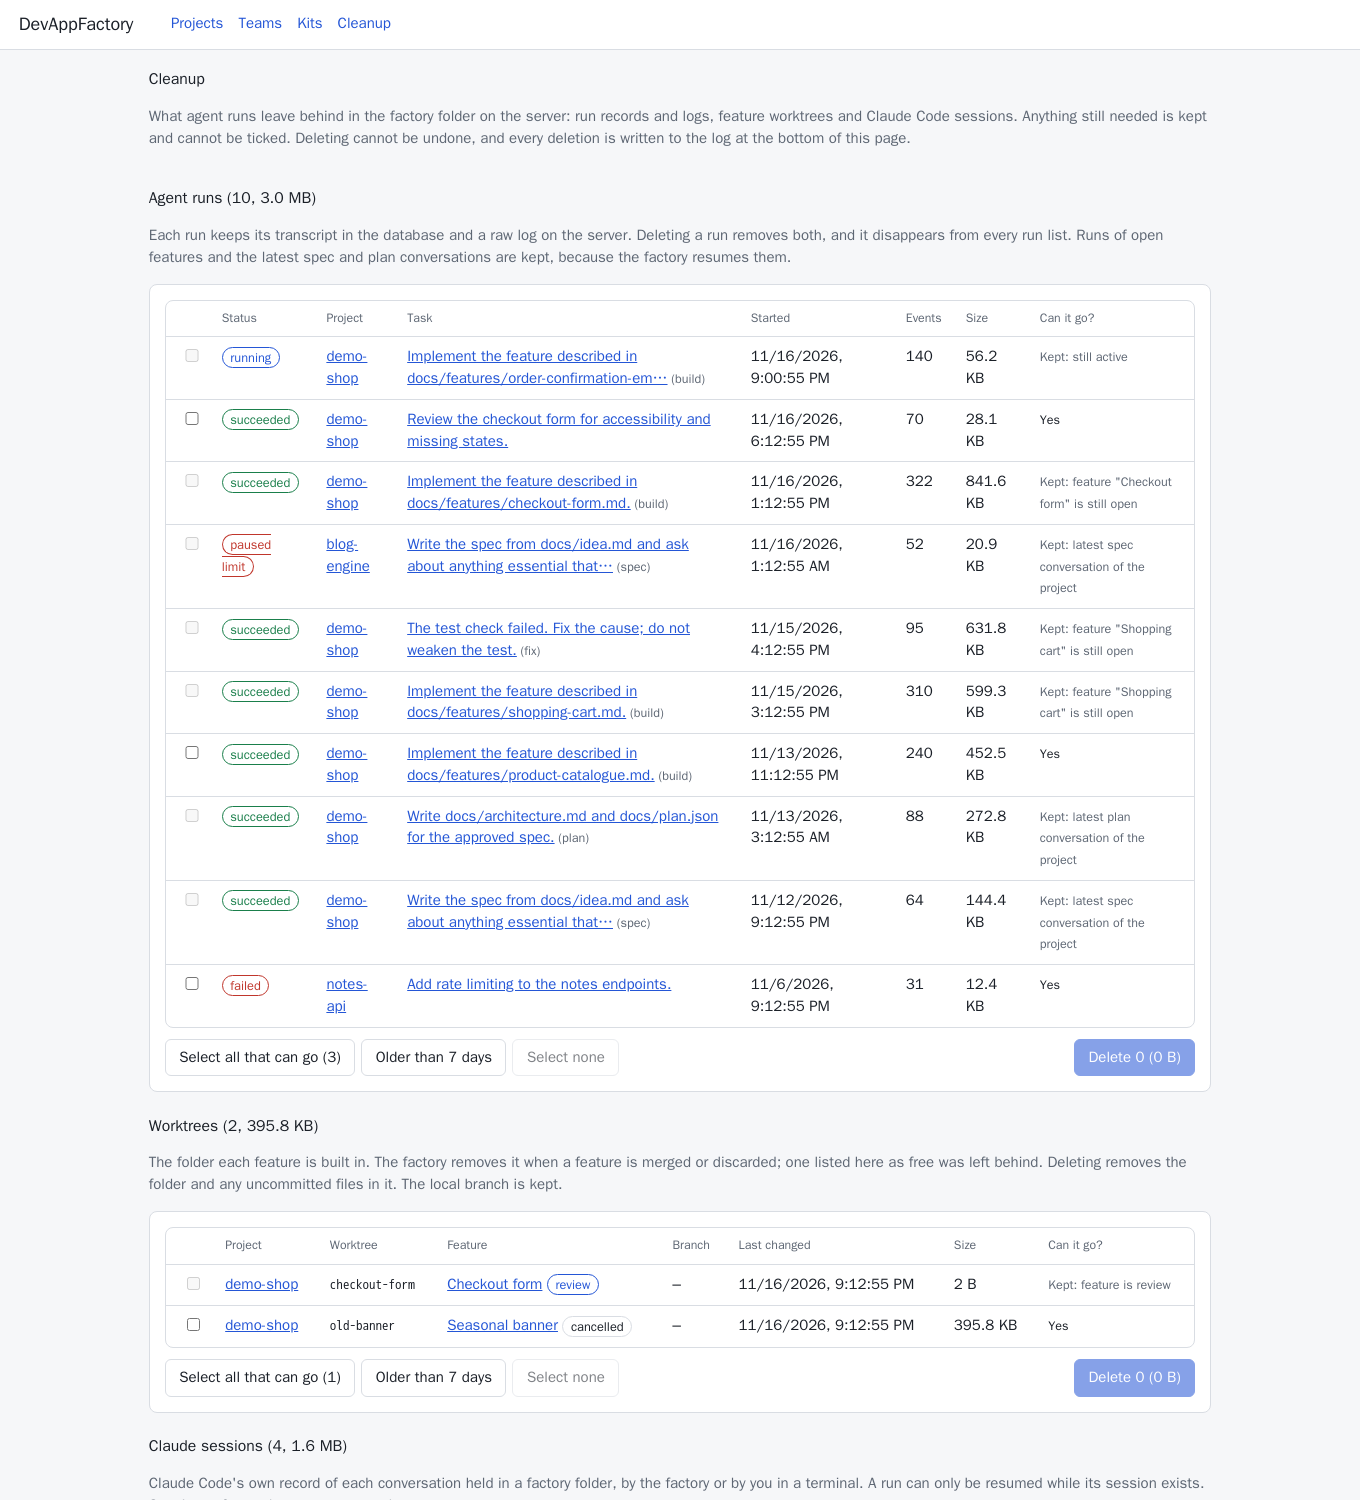 DevAppFactory Projects Teams Kits Cleanup
Cleanup
What agent runs leave behind in the factory folder on the server: run records and logs, feature worktrees and Claude Code sessions. Anything still needed is kept
and cannot be ticked. Deleting cannot be undone, and every deletion is written to the log at the bottom of this page.
Agent runs (10, 3.0 MB)
Each run keeps its transcript in the database and a raw log on the server. Deleting a run removes both, and it disappears from every run list. Runs of open
features and the latest spec and plan conversations are kept, because the factory resumes them.
Status Project Task Started Events Size Can it go?
running demo- Implement the feature described in 11/16/2026, 140 56.2 Kept: still active
shop docs/features/order-confirmation-em··· (build) 9:00:55 PM KB
succeeded demo- Review the checkout form for accessibility and 11/16/2026, 70 28.1 Yes
shop missing states. 6:12:55 PM KB
succeeded demo- Implement the feature described in 11/16/2026, 322 841.6 Kept: feature "Checkout
shop docs/features/checkout-form.md. (build) 1:12:55 PM KB form" is still open
paused blog- Write the spec from docs/idea.md and ask 11/16/2026, 52 20.9 Kept: latest spec
limit engine about anything essential that··· (spec) 1:12:55 AM KB conversation of the
project
succeeded demo- The test check failed. Fix the cause; do not 11/15/2026, 95 631.8 Kept: feature "Shopping
shop weaken the test. (fix) 4:12:55 PM KB cart" is still open
succeeded demo- Implement the feature described in 11/15/2026, 310 599.3 Kept: feature "Shopping
shop docs/features/shopping-cart.md. (build) 3:12:55 PM KB cart" is still open
succeeded demo- Implement the feature described in 11/13/2026, 240 452.5 Yes
shop docs/features/product-catalogue.md. (build) 11:12:55 PM KB
succeeded demo- Write docs/architecture.md and docs/plan.json 11/13/2026, 88 272.8 Kept: latest plan
shop for the approved spec. (plan) 3:12:55 AM KB conversation of the
project
succeeded demo- Write the spec from docs/idea.md and ask 11/12/2026, 64 144.4 Kept: latest spec
shop about anything essential that··· (spec) 9:12:55 PM KB conversation of the
project
failed notes- Add rate limiting to the notes endpoints. 11/6/2026, 31 12.4 Yes
api 9:12:55 PM KB
Select all that can go (3) Older than 7 days Select none Delete 0 (0 B)
Worktrees (2, 395.8 KB)
The folder each feature is built in. The factory removes it when a feature is merged or discarded; one listed here as free was left behind. Deleting removes the
folder and any uncommitted files in it. The local branch is kept.
Project Worktree Feature Branch Last changed Size Can it go?
demo-shop checkout-form Checkout form review – 11/16/2026, 9:12:55 PM 2 B Kept: feature is review
demo-shop old-banner Seasonal banner cancelled – 11/16/2026, 9:12:55 PM 395.8 KB Yes
Select all that can go (1) Older than 7 days Select none Delete 0 (0 B)
Claude sessions (4, 1.6 MB)
Claude Code's own record of each conversation held in a factory folder, by the factory or by you in a terminal. A run can only be resumed while its session exists.